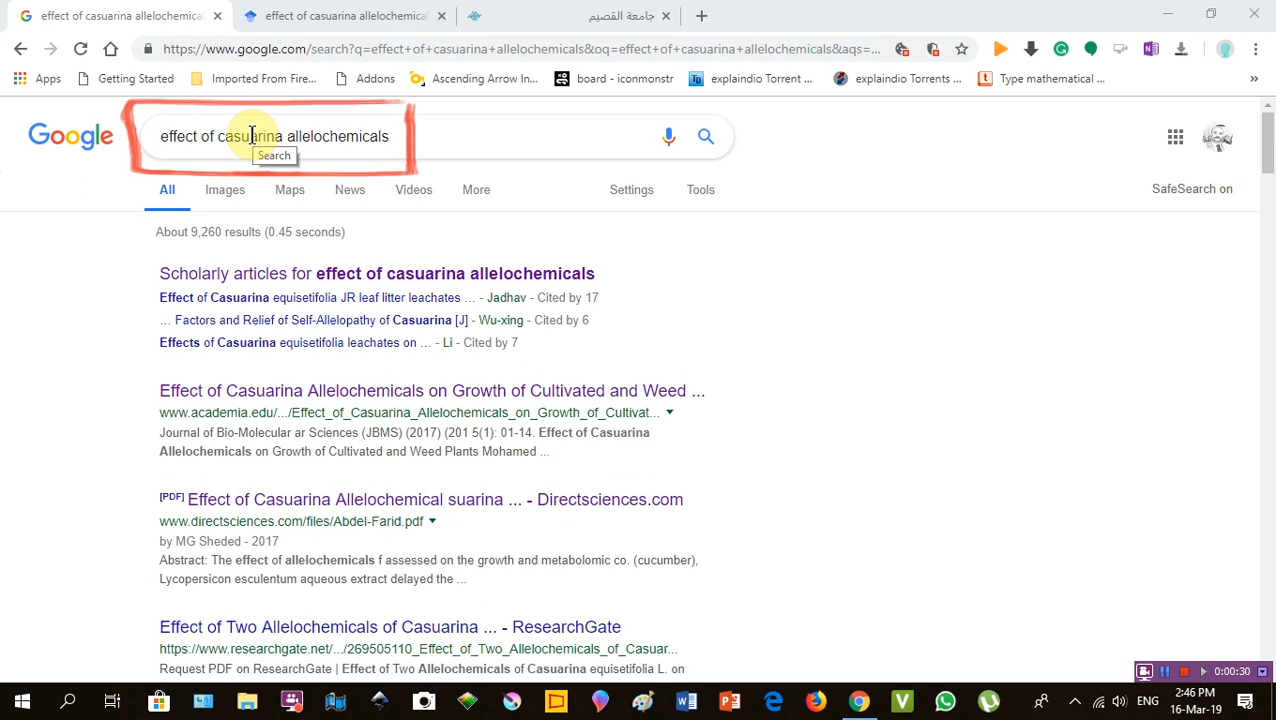 effect of casuarina allelochemical
effect of casuarina allelochemical
جامعة القصيم
https://www.google.com/search?q=effect+of+casuarina+allelochemicals&oq=effect+of+casuarina+allelochemicals&aqs=...
Apps
Getting Started
Imported From Fire...
Addons
Ascending Arrow In...
board - iconmonstr
explaindio Torrent ...
explaindio Torrents ...
Type mathematical ...
»
Google
effect of casuarina allelochemicals
Search
All Images Maps News Videos More Settings Tools
SafeSearch on
About 9,260 results (0.45 seconds)
Scholarly articles for effect of casuarina allelochemicals
Effect of Casuarina equisetifolia JR leaf litter leachates ... - Jadhav - Cited by 17
... Factors and Relief of Self-Allelopathy of Casuarina [J] - Wu-xing - Cited by 6
Effects of Casuarina equisetifolia leachates on ... - Li - Cited by 7
Effect of Casuarina Allelochemicals on Growth of Cultivated and Weed ...
www.academia.edu/.../Effect_of_Casuarina_Allelochemicals_on_Growth_of_Cultivat...
Journal of Bio-Molecular ar Sciences (JBMS) (2017) (201 5(1): 01-14. Effect of Casuarina
Allelochemicals on Growth of Cultivated and Weed Plants Mohamed ...
[PDF] Effect of Casuarina Allelochemical suarina ... - Directsciences.com
www.directsciences.com/files/Abdel-Farid.pdf
by MG Sheded - 2017
Abstract: The effect of allelochemicals f assessed on the growth and metabolomic co. (cucumber),
Lycopersicon esculentum aqueous extract delayed the ...
Effect of Two Allelochemicals of Casuarina ... - ResearchGate
https://www.researchgate.net/.../269505110_Effect_of_Two_Allelochemicals_of_Casuar...
Request PDF on ResearchGate | Effect of Two Allelochemicals of Casuarina equisetifolia L. on
0:00:30
ENG
2:46 PM
16-Mar-19